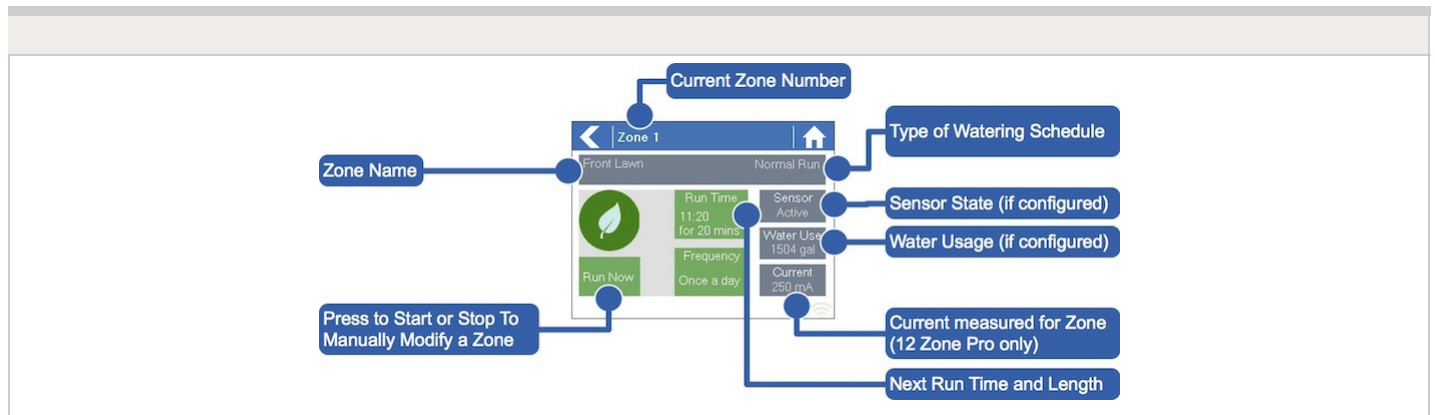 Current Zone Number
Zone 1
Type of Watering Schedule
Zone Name
Front Lawn
Normal Run
Run Time
11:20
for 20 mins
Sensor
Active
Sensor State (if configured)
Water Use
1504 gal
Water Usage (if configured)
Frequency
Once a day
Run Now
Current
250 mA
Press to Start or Stop To
Manually Modify a Zone
Current measured for Zone
(12 Zone Pro only)
Next Run Time and Length